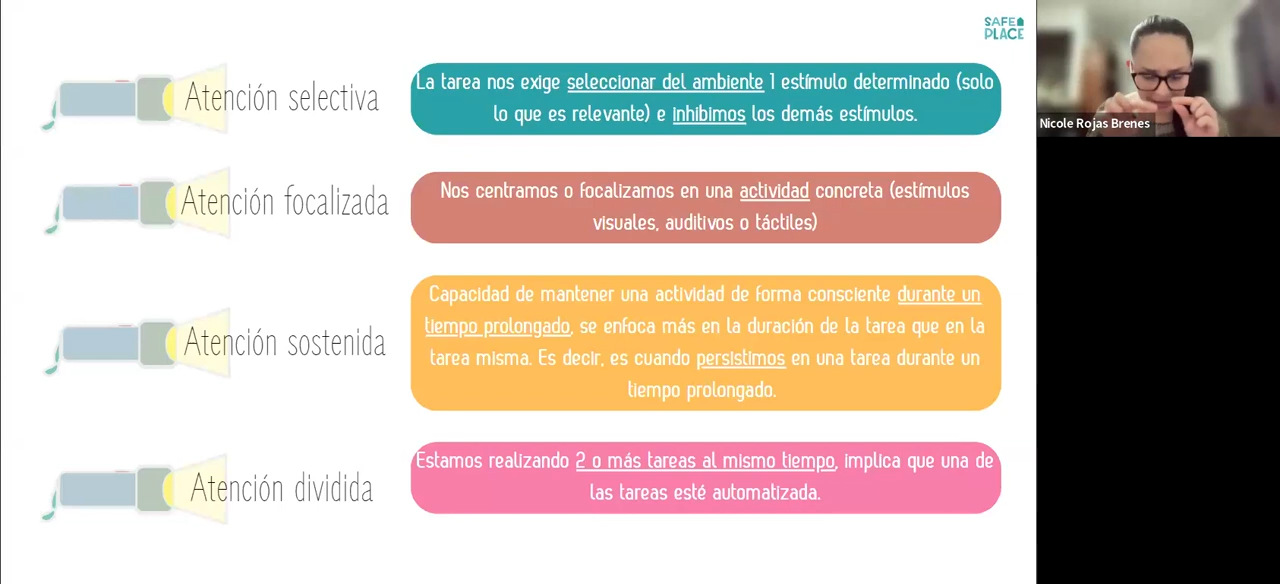 SAFE
PLACE
Atención selectiva
La tarea nos exige seleccionar del ambiente 1 estímulo determinado (solo
lo que es relevante) e inhibimos los demás estímulos.
Nicole Rojas Brenes
Atención focalizada
Nos centramos o focalizamos en una actividad concreta (estímulos
visuales, auditivos o táctiles)
Atención sostenida
Capacidad de mantener una actividad de forma consciente durante un
tiempo prolongado, se enfoca más en la duración de la tarea que en la
tarea misma. Es decir, es cuando persistimos en una tarea durante un
tiempo prolongado.
Atención dividida
Estamos realizando 2 o más tareas al mismo tiempo, implica que una de
las tareas esté automatizada.